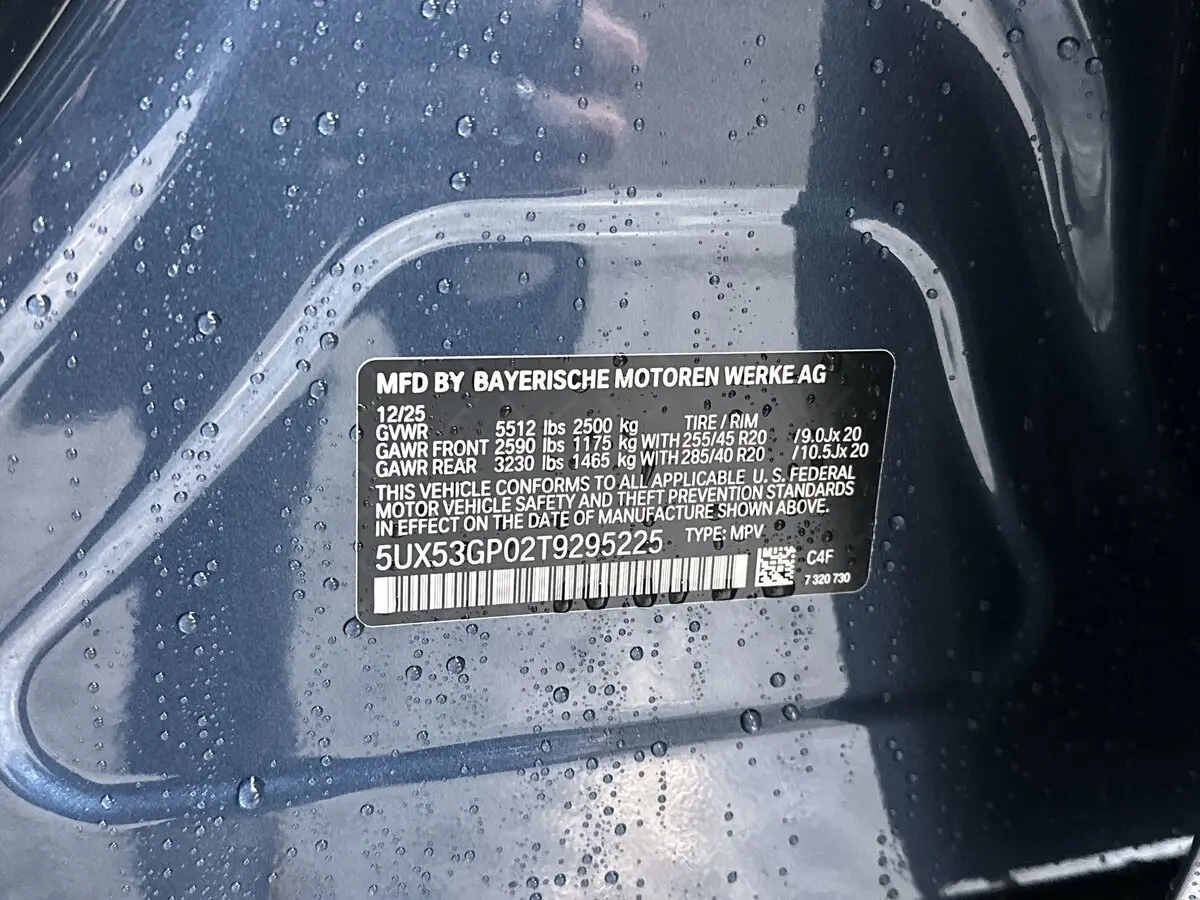 MFD BY BAYERISCHE MOTOREN WERKE AG
12/25
GVWR 5512 lbs 2500 kg TIRE / RIM
GAWR FRONT 2590 lbs 1175 kg WITH 255/45 R20 /9.0Jx 20
GAWR REAR 3230 lbs 1465 kg WITH 285/40 R20 /10.5Jx 20
THIS VEHICLE CONFORMS TO ALL APPLICABLE U. S. FEDERAL
MOTOR VEHICLE SAFETY AND THEFT PREVENTION STANDARDS
IN EFFECT ON THE DATE OF MANUFACTURE SHOWN ABOVE.
5UX53GP02T9295225 TYPE: MPV
C4F
7 320 730